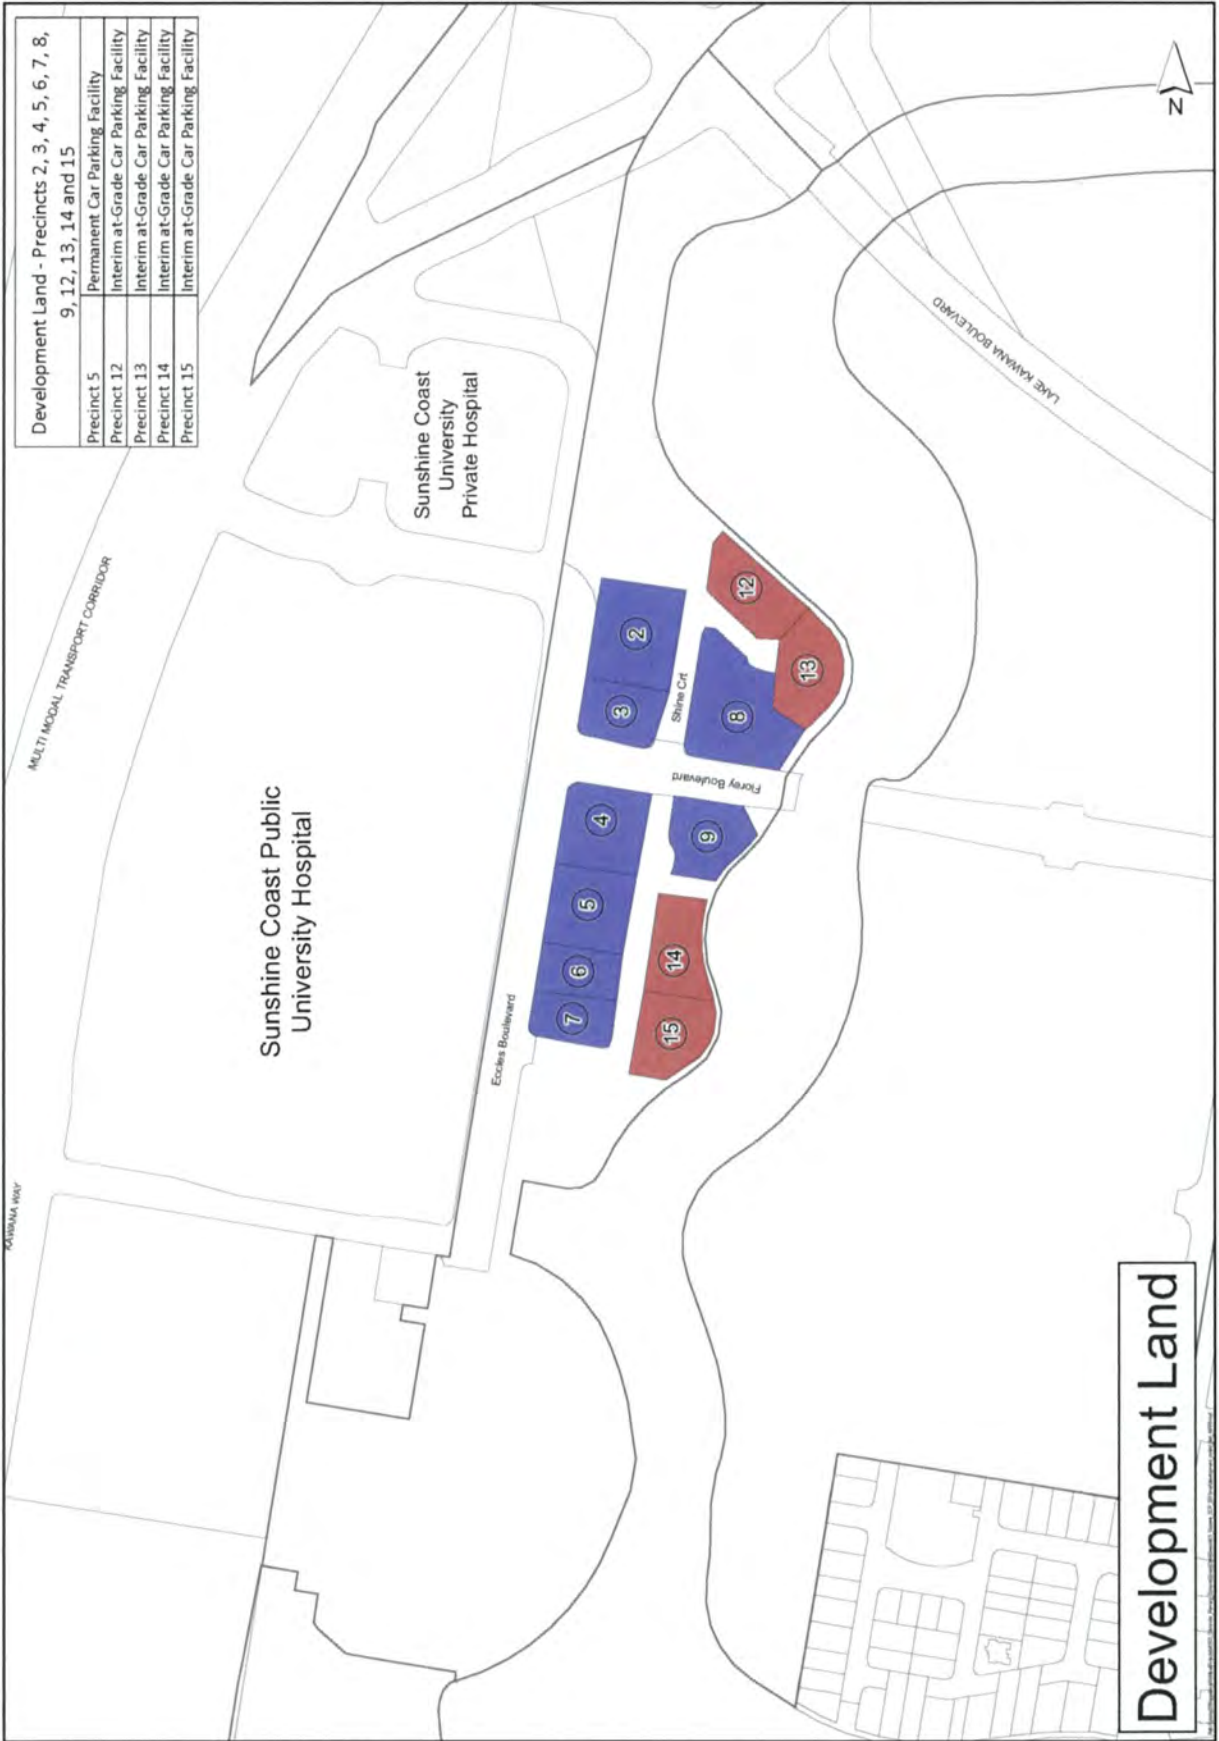 Development Land - Precincts 2, 3, 4, 5, 6, 7, 8,
9, 12, 13, 14 and 15
Precinct 5 Permanent Car Parking Facility
Precinct 12 Interim at-Grade Car Parking Facility
Precinct 13 Interim at-Grade Car Parking Facility
Precinct 14 Interim at-Grade Car Parking Facility
Precinct 15 Interim at-Grade Car Parking Facility
KAWANA WAY
MULTI MODAL TRANSPORT CORRIDOR
Sunshine Coast Public
University Hospital
Sunshine Coast
University
Private Hospital
Eccles Boulevard
7
6
5
4
3
2
Shine Crt
Florey Boulevard
15
14
9
8
13
12
LAKE KAWANA BOULEVARD
N
Development Land